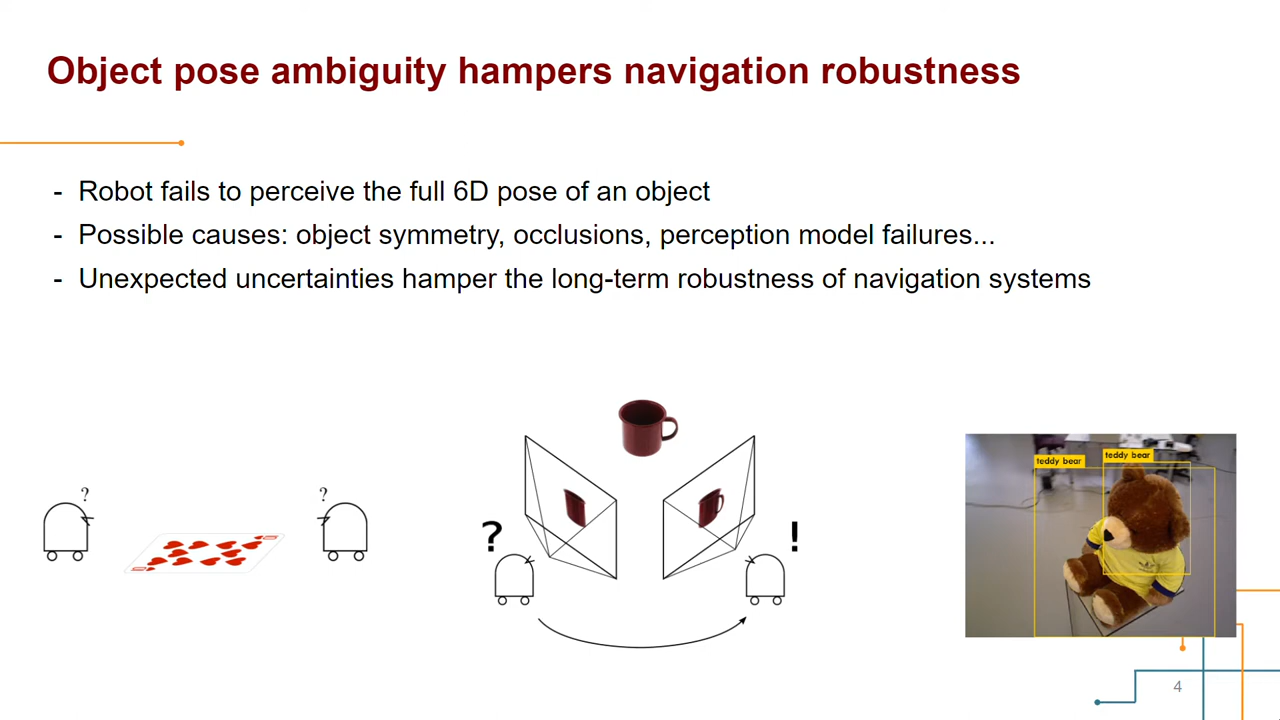 Object pose ambiguity hampers navigation robustness
- Robot fails to perceive the full 6D pose of an object
- Possible causes: object symmetry, occlusions, perception model failures...
- Unexpected uncertainties hamper the long-term robustness of navigation systems
? ?
? !
teddy bear
teddy bear
4